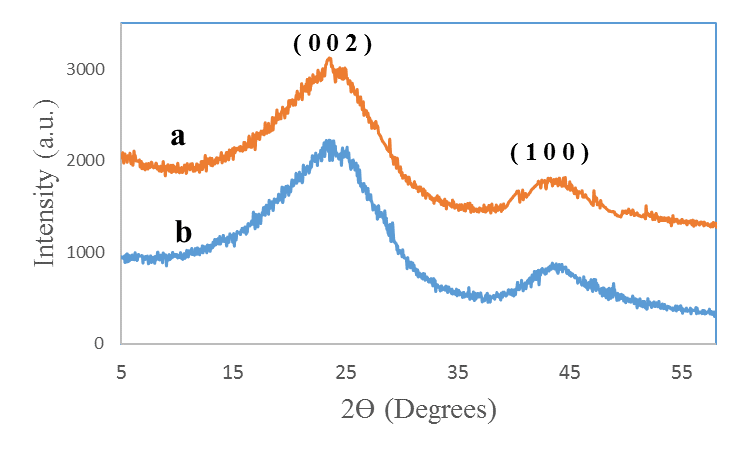 ( 0 0 2 )
3000
a
( 1 0 0 )
2000
b
1000
0
5 15 25 35 45 55
Intensity (a.u.)
2ϴ (Degrees)